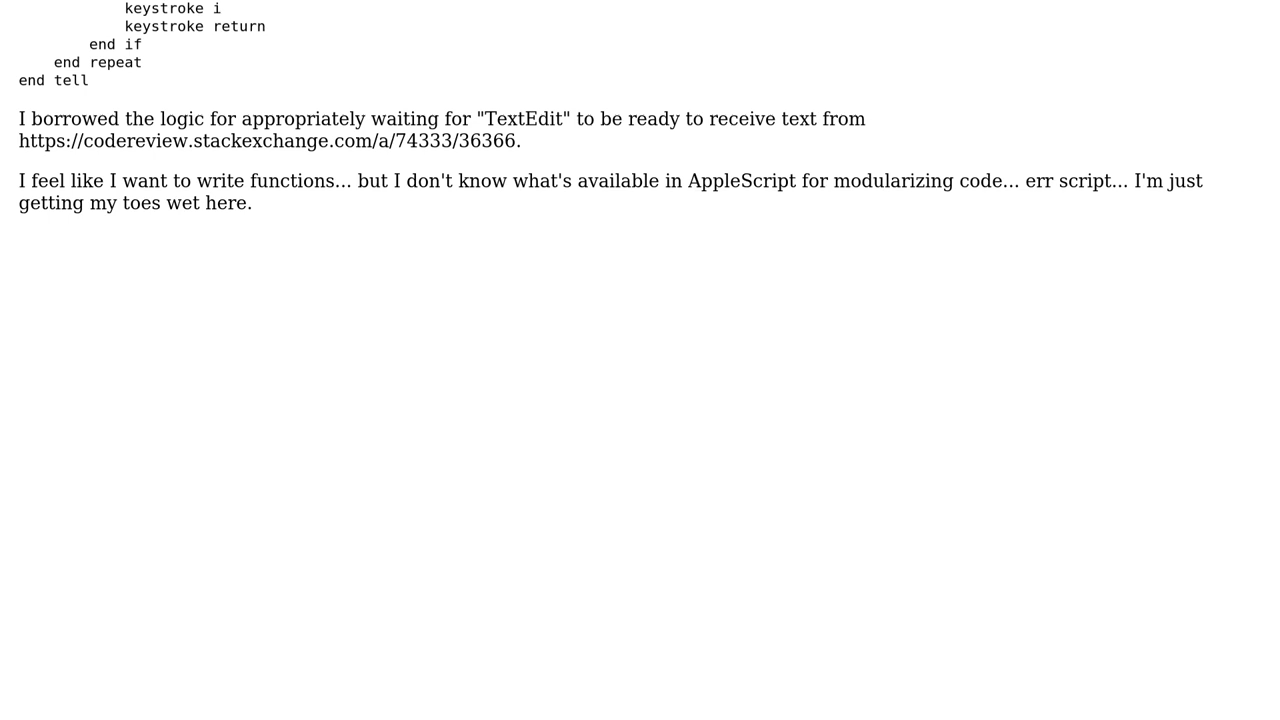 keystroke i
keystroke return
end if
end repeat
end tell
I borrowed the logic for appropriately waiting for "TextEdit" to be ready to receive text from
https://codereview.stackexchange.com/a/74333/36366.
I feel like I want to write functions... but I don't know what's available in AppleScript for modularizing code... err script... I'm just
getting my toes wet here.